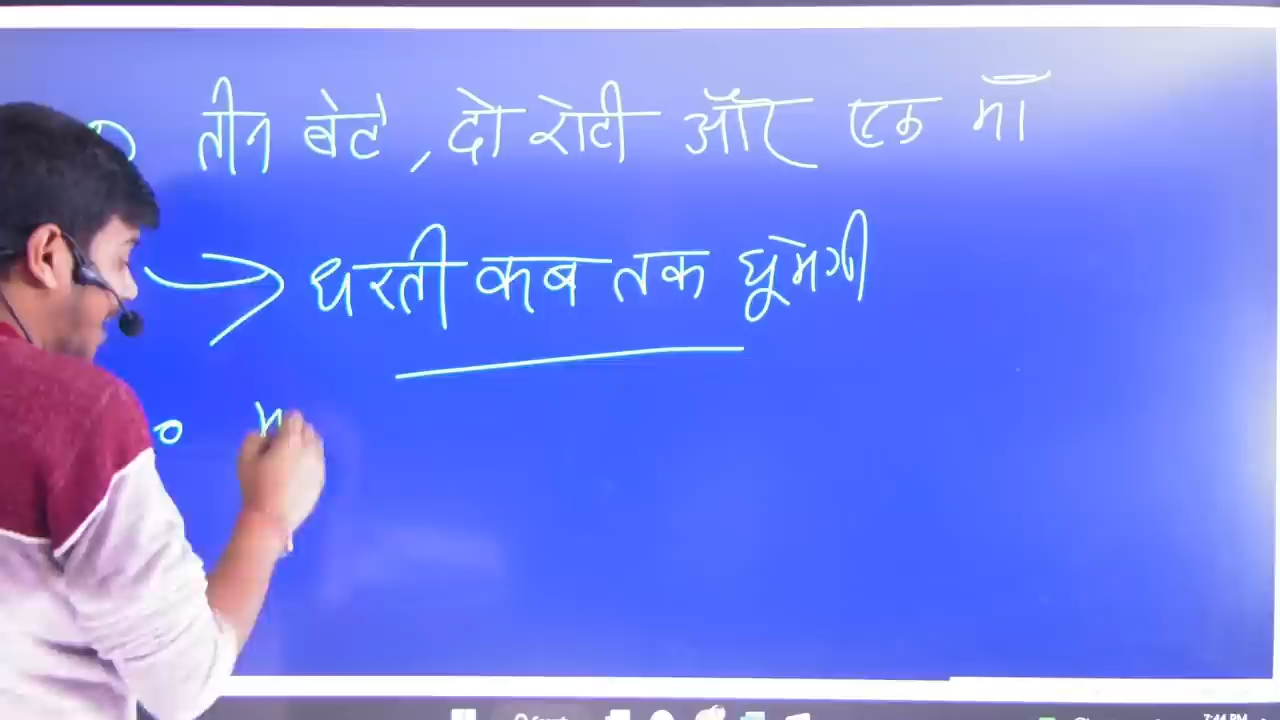 तीन बेटे, दो रोटी और एक माँ
→ धरती कब तक घूमेगी